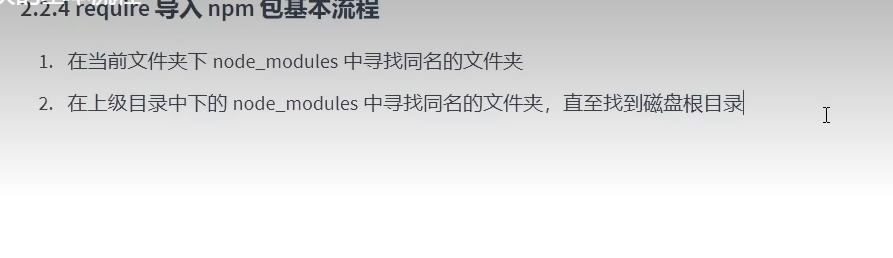 2.2.4 require 导入 npm 包基本流程
1. 在当前文件夹下 node_modules 中寻找同名的文件夹
2. 在上级目录中下的 node_modules 中寻找同名的文件夹，直至找到磁盘根目录